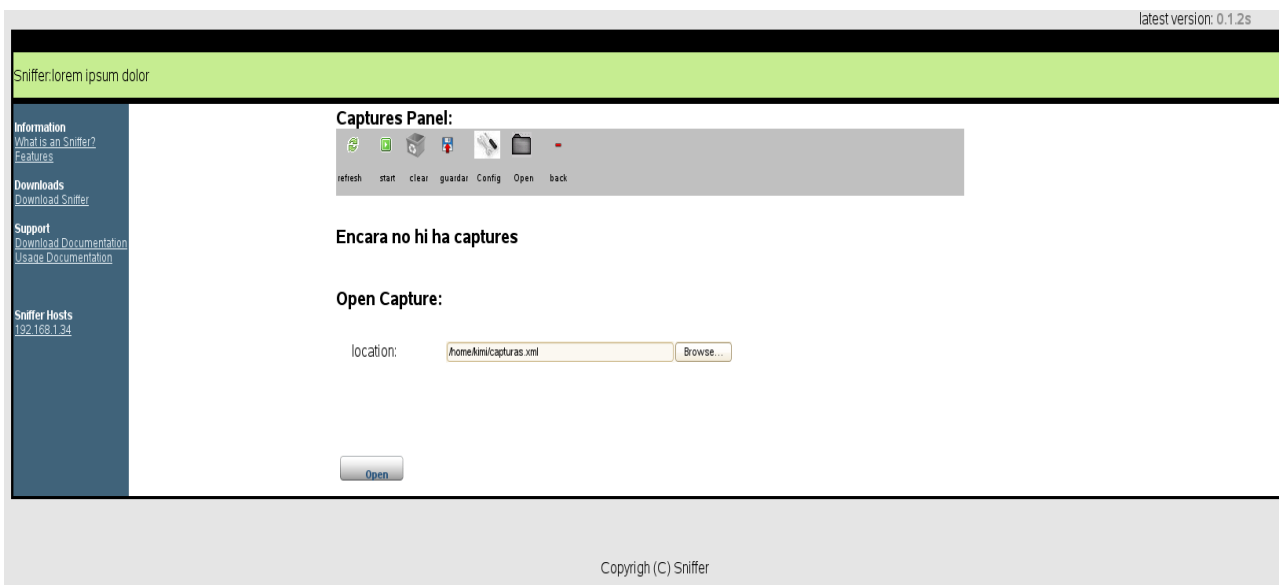 latest version: 0.1.2s
Sniffer:lorem ipsum dolor
Information
What is an Sniffer?
Features
Downloads
Download Sniffer
Support
Download Documentation
Usage Documentation
Sniffer Hosts
192.168.1.34
Captures Panel:
refresh start clear guardar Config Open back
Encara no hi ha captures
Open Capture:
location: /home/kimi/capturas.xml Browse...
Open
Copyrigh (C) Sniffer